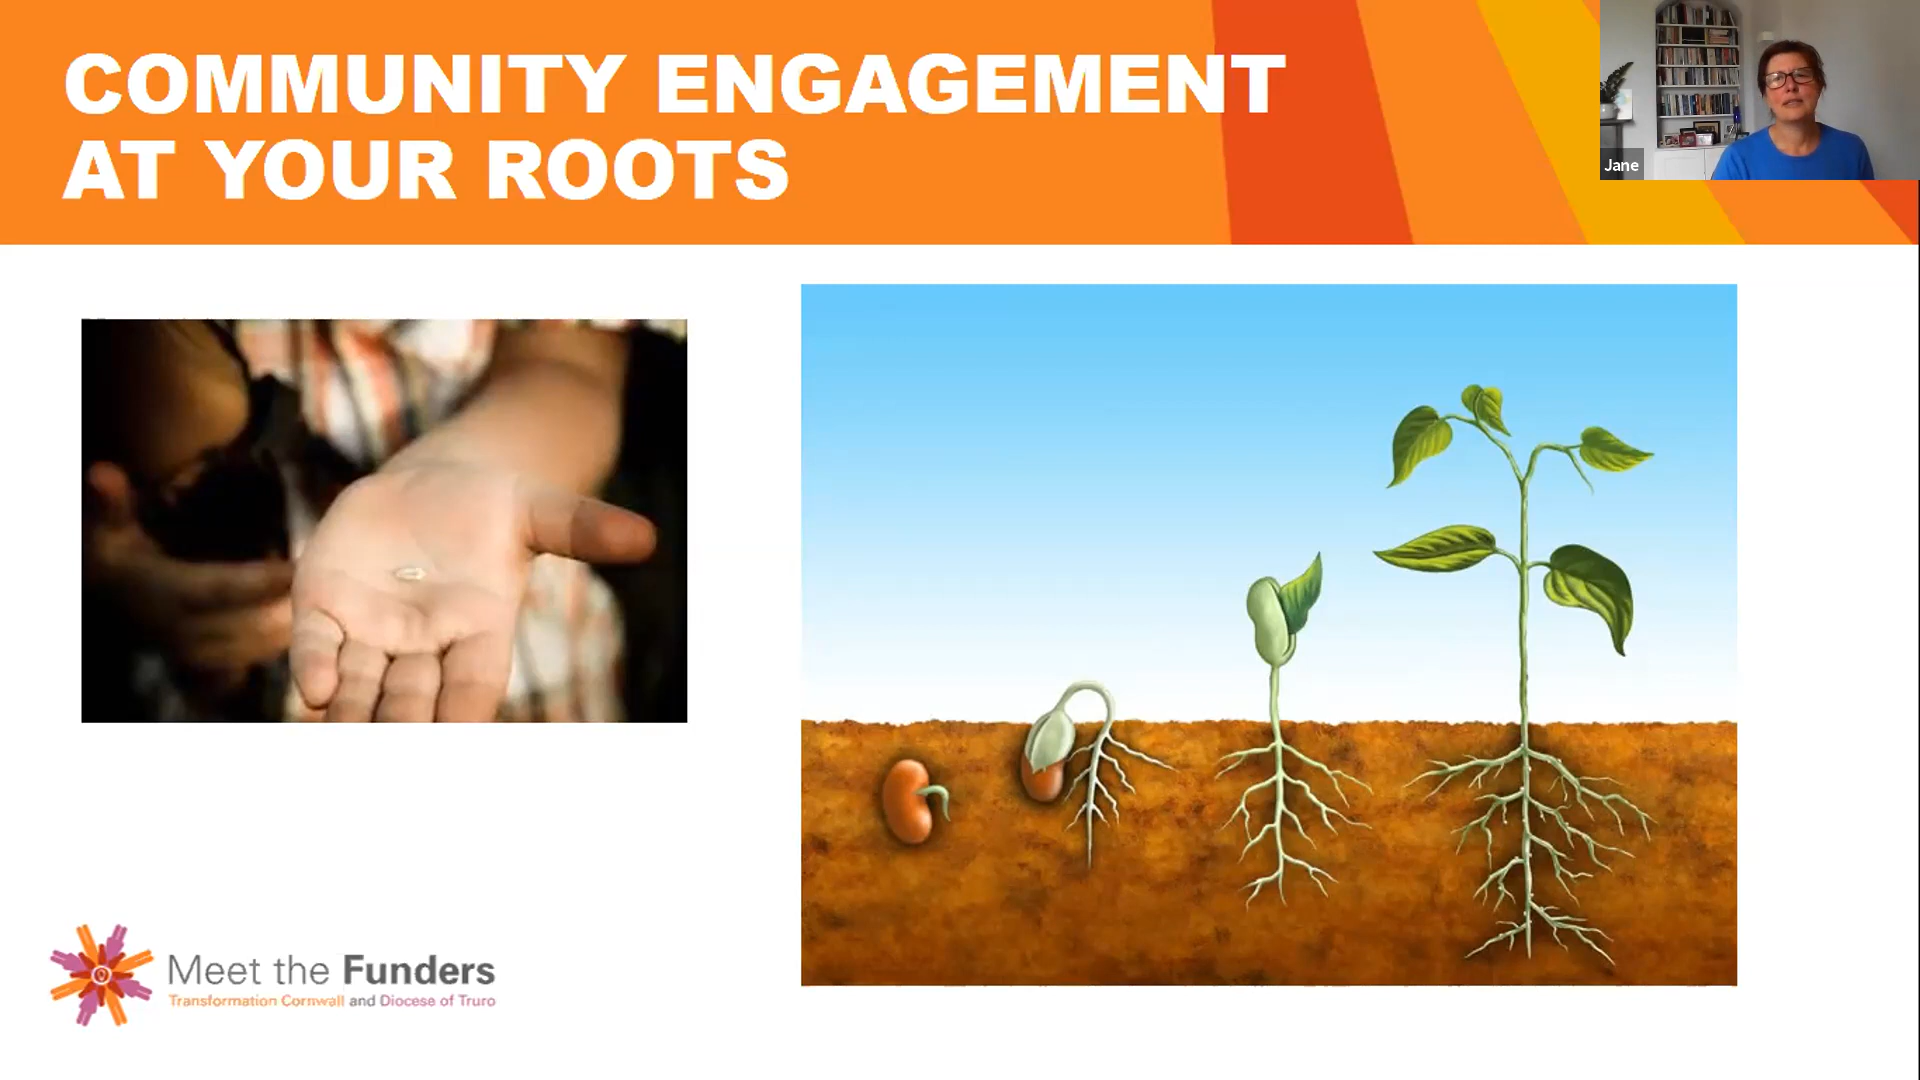 COMMUNITY ENGAGEMENT
AT YOUR ROOTS
Jane
Meet the Funders
Transformation Cornwall and Diocese of Truro